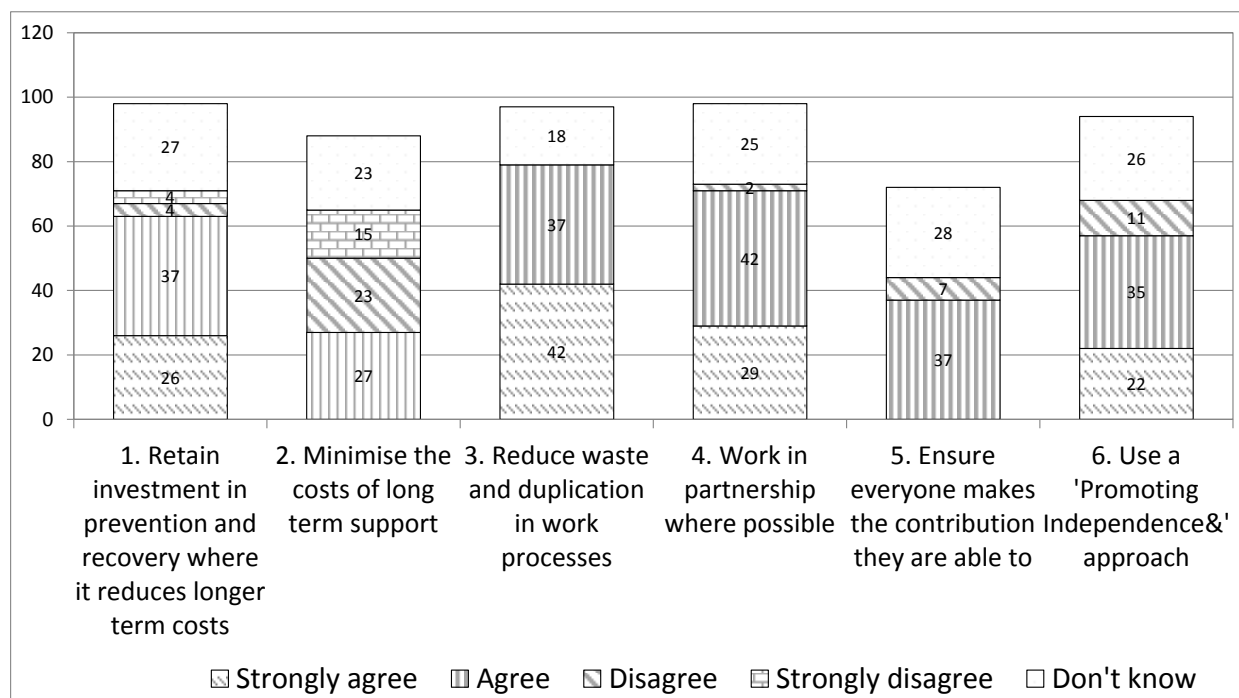 120
100
80
60
40
20
0
27
4
4
37
26
23
15
23
27
18
37
42
25
2
42
29
28
7
37
26
11
35
22
1. Retain
investment in
prevention and
recovery where
it reduces longer
term costs
2. Minimise the
costs of long
term support
3. Reduce waste
and duplication
in work
processes
4. Work in
partnership
where possible
5. Ensure
everyone makes
the contribution
they are able to
6. Use a
'Promoting
Independence&'
approach
Strongly agree Agree Disagree Strongly disagree Don't know